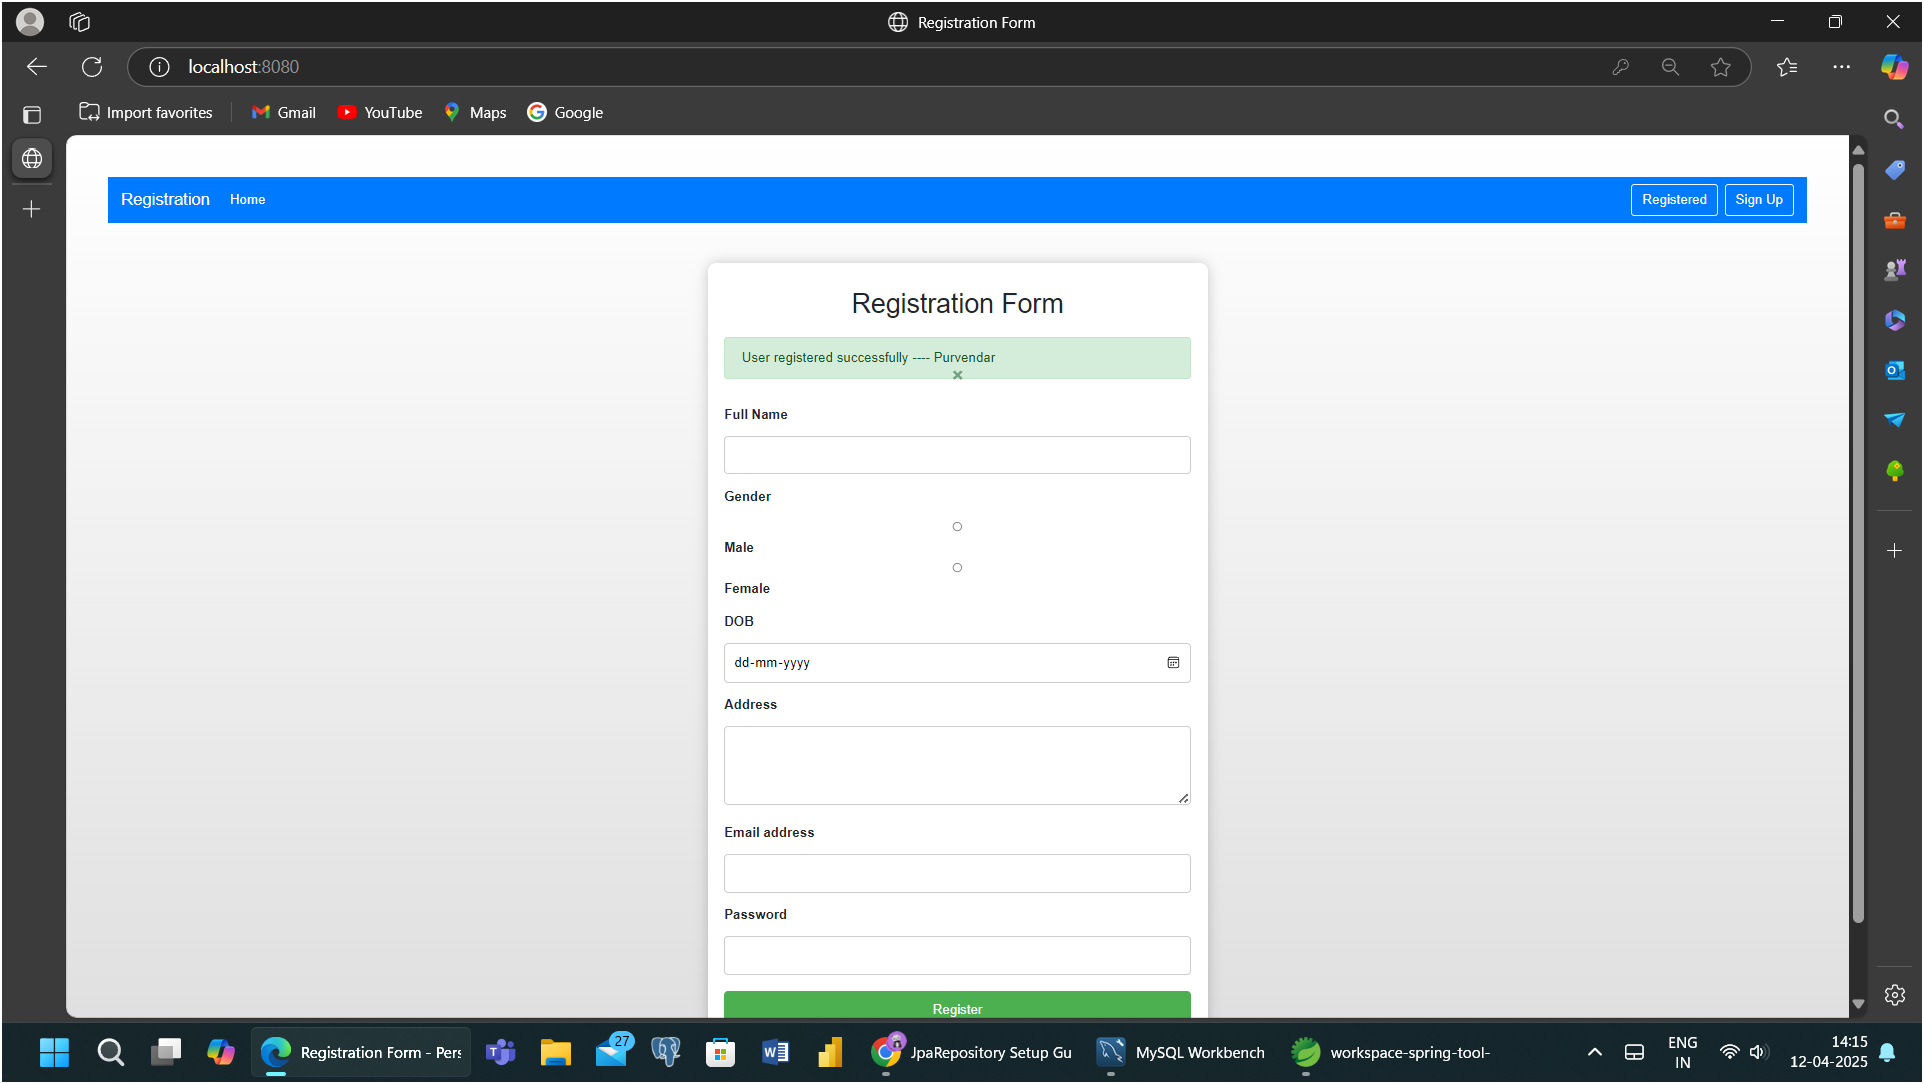 Registration Form
localhost:8080
Import favorites
Gmail
YouTube
Maps
Google
Registration
Home
Registered
Sign Up
Registration Form
User registered successfully ---- Purvendar
×
Full Name
Gender
Male
Female
DOB
dd-mm-yyyy
Address
Email address
Password
Register
Registration Form - Pers
27
JpaRepository Setup Gu
MySQL Workbench
workspace-spring-tool-
ENG
IN
14:15
12-04-2025